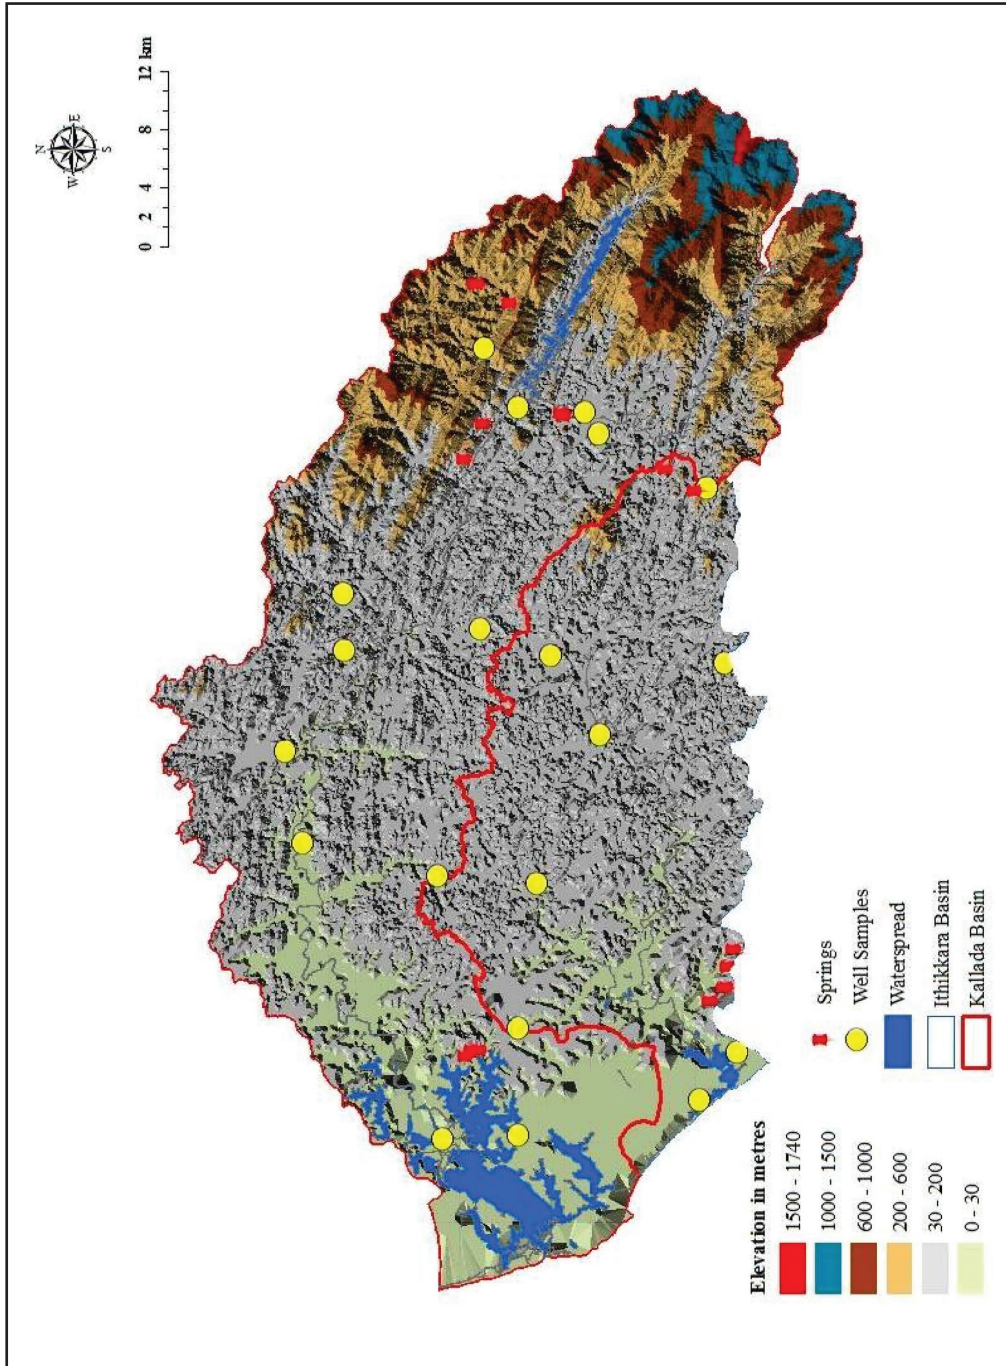 N
W
E
S
0 2 4 8 12 km
Elevation in metres
1500 - 1740
1000 - 1500
600 - 1000
200 - 600
30 - 200
0 - 30
Springs
Well Samples
Waterspread
Ithikkara Basin
Kallada Basin